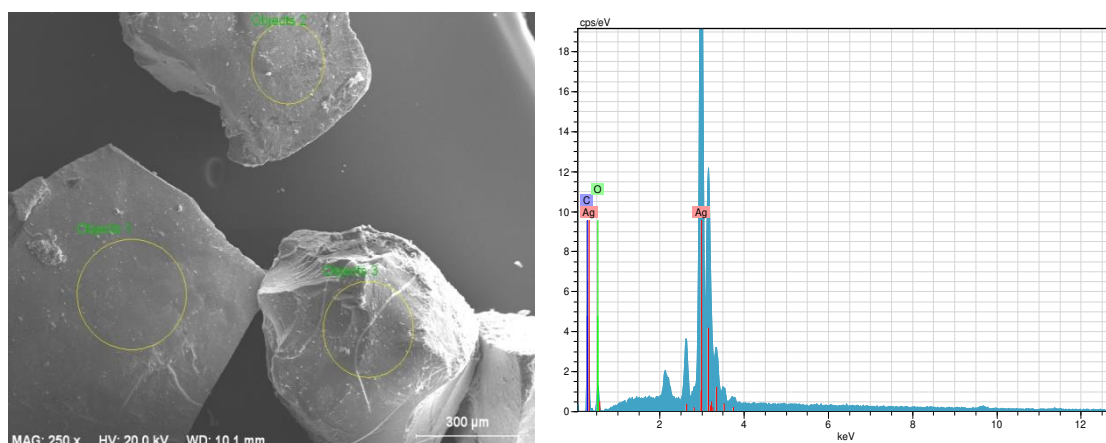 Objects 2
Objects 1
Objects 3
300 µm
MAG: 250 x HV: 20.0 kV WD: 10.1 mm
cps/eV
18
16
14
12
10
8
6
4
2
0
C
O
Ag
Ag
2 4 6 8 10 12
keV